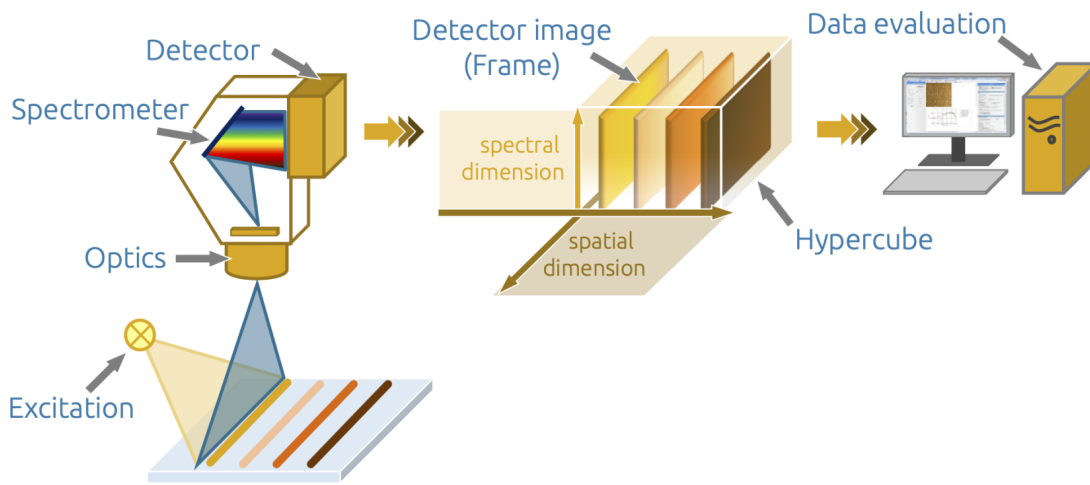 Detector
Spectrometer
Optics
Excitation
Detector image
(Frame)
spectral
dimension
spatial
dimension
Hypercube
Data evaluation